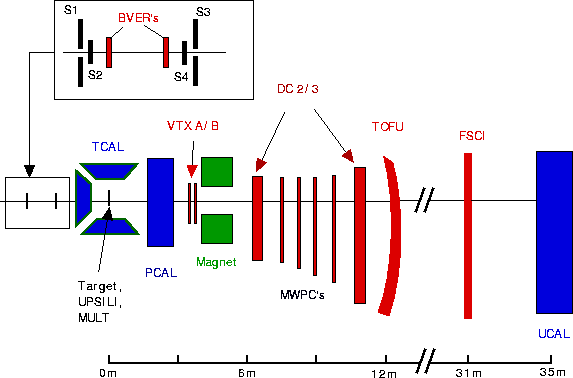 S1
S3
BVER's
S2
S4
DC 2/ 3
VTX A/ B
TOFU
FSCI
TCAL
PCAL
Magnet
Target,
UPSILI,
MULT
MWPC's
UCAL
0m
6m
12m
31m
35m